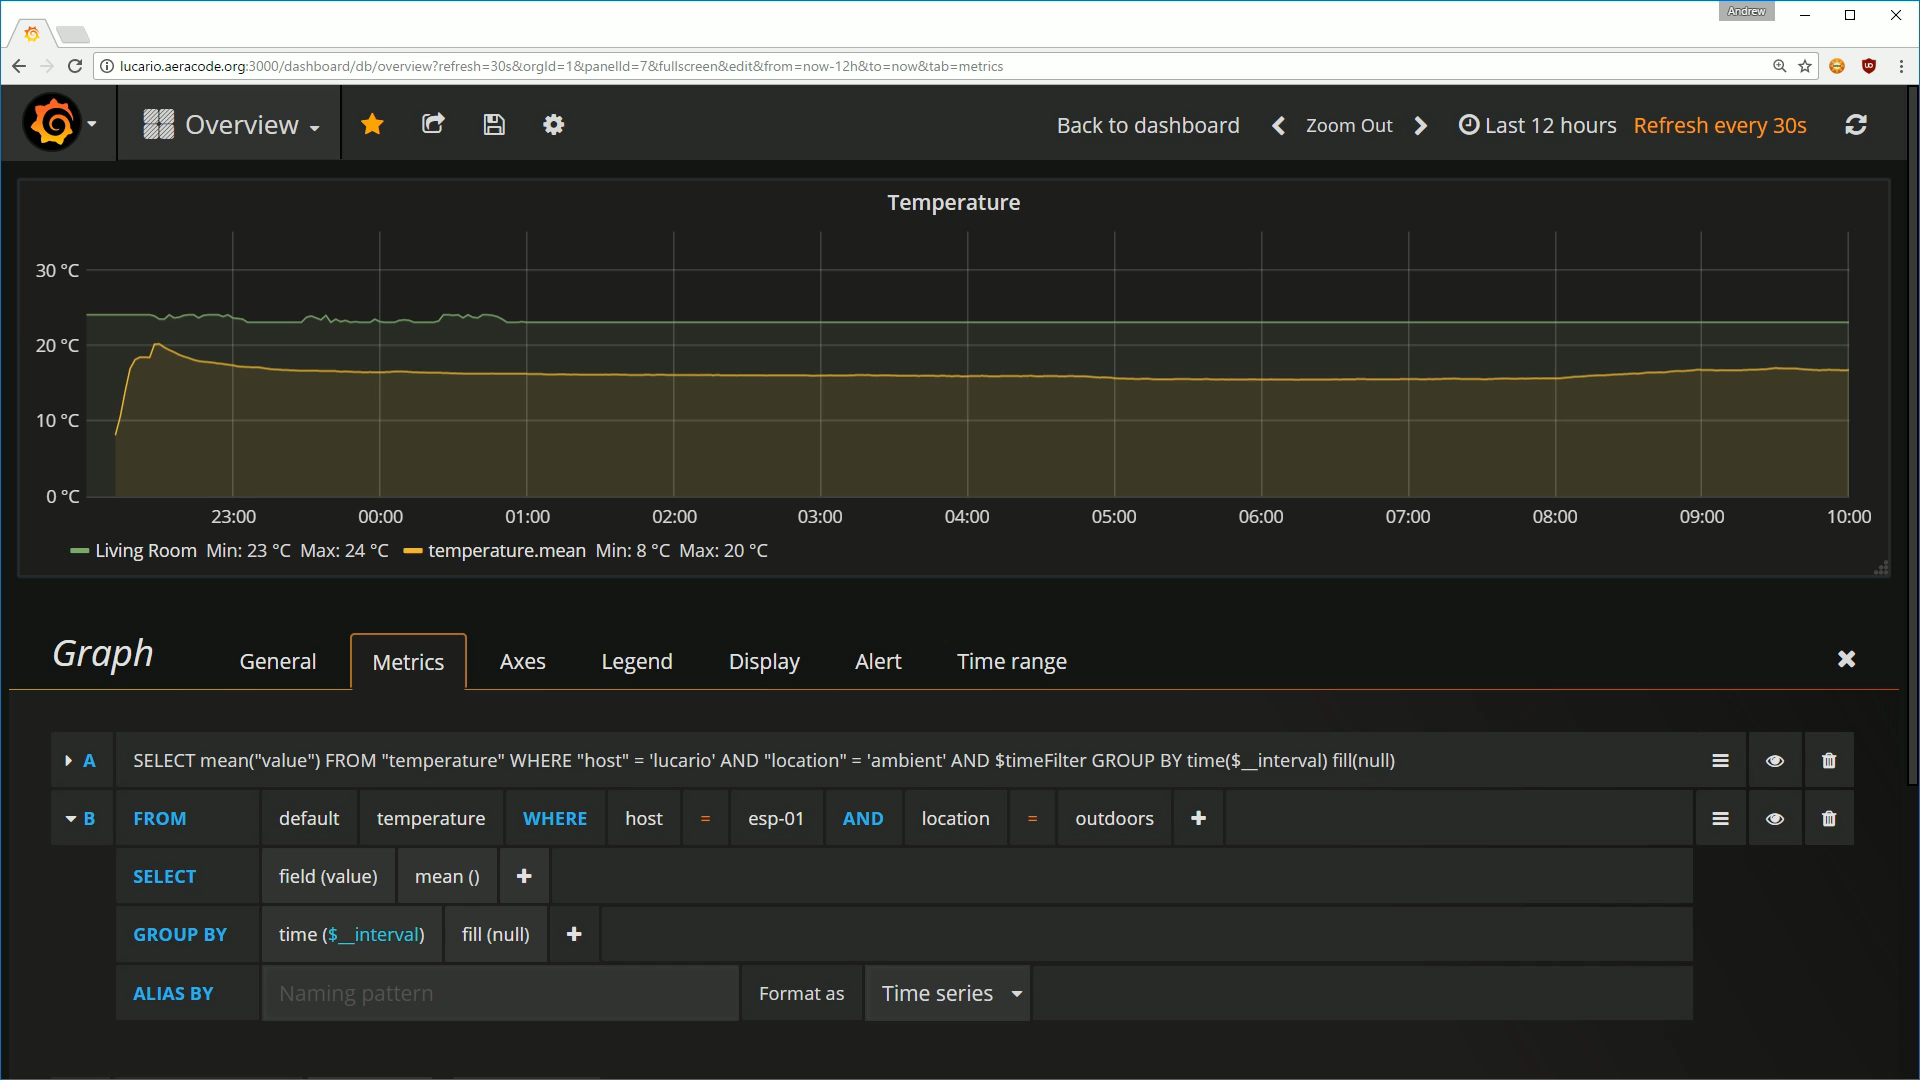 Andrew
lucario.aeracode.org:3000/dashboard/db/overview?refresh=30s&orgId=1&panelId=7&fullscreen&edit&from=now-12h&to=now&tab=metrics
Overview Back to dashboard Zoom Out Last 12 hours Refresh every 30s
Temperature
30 °C
20 °C
10 °C
0 °C
23:00 00:00 01:00 02:00 03:00 04:00 05:00 06:00 07:00 08:00 09:00 10:00
Living Room Min: 23 °C Max: 24 °C temperature.mean Min: 8 °C Max: 20 °C
Graph General Metrics Axes Legend Display Alert Time range
A SELECT mean("value") FROM "temperature" WHERE "host" = 'lucario' AND "location" = 'ambient' AND $timeFilter GROUP BY time($__interval) fill(null)
B FROM default temperature WHERE host = esp-01 AND location = outdoors +
SELECT field (value) mean () +
GROUP BY time ($__interval) fill (null) +
ALIAS BY Naming pattern Format as Time series